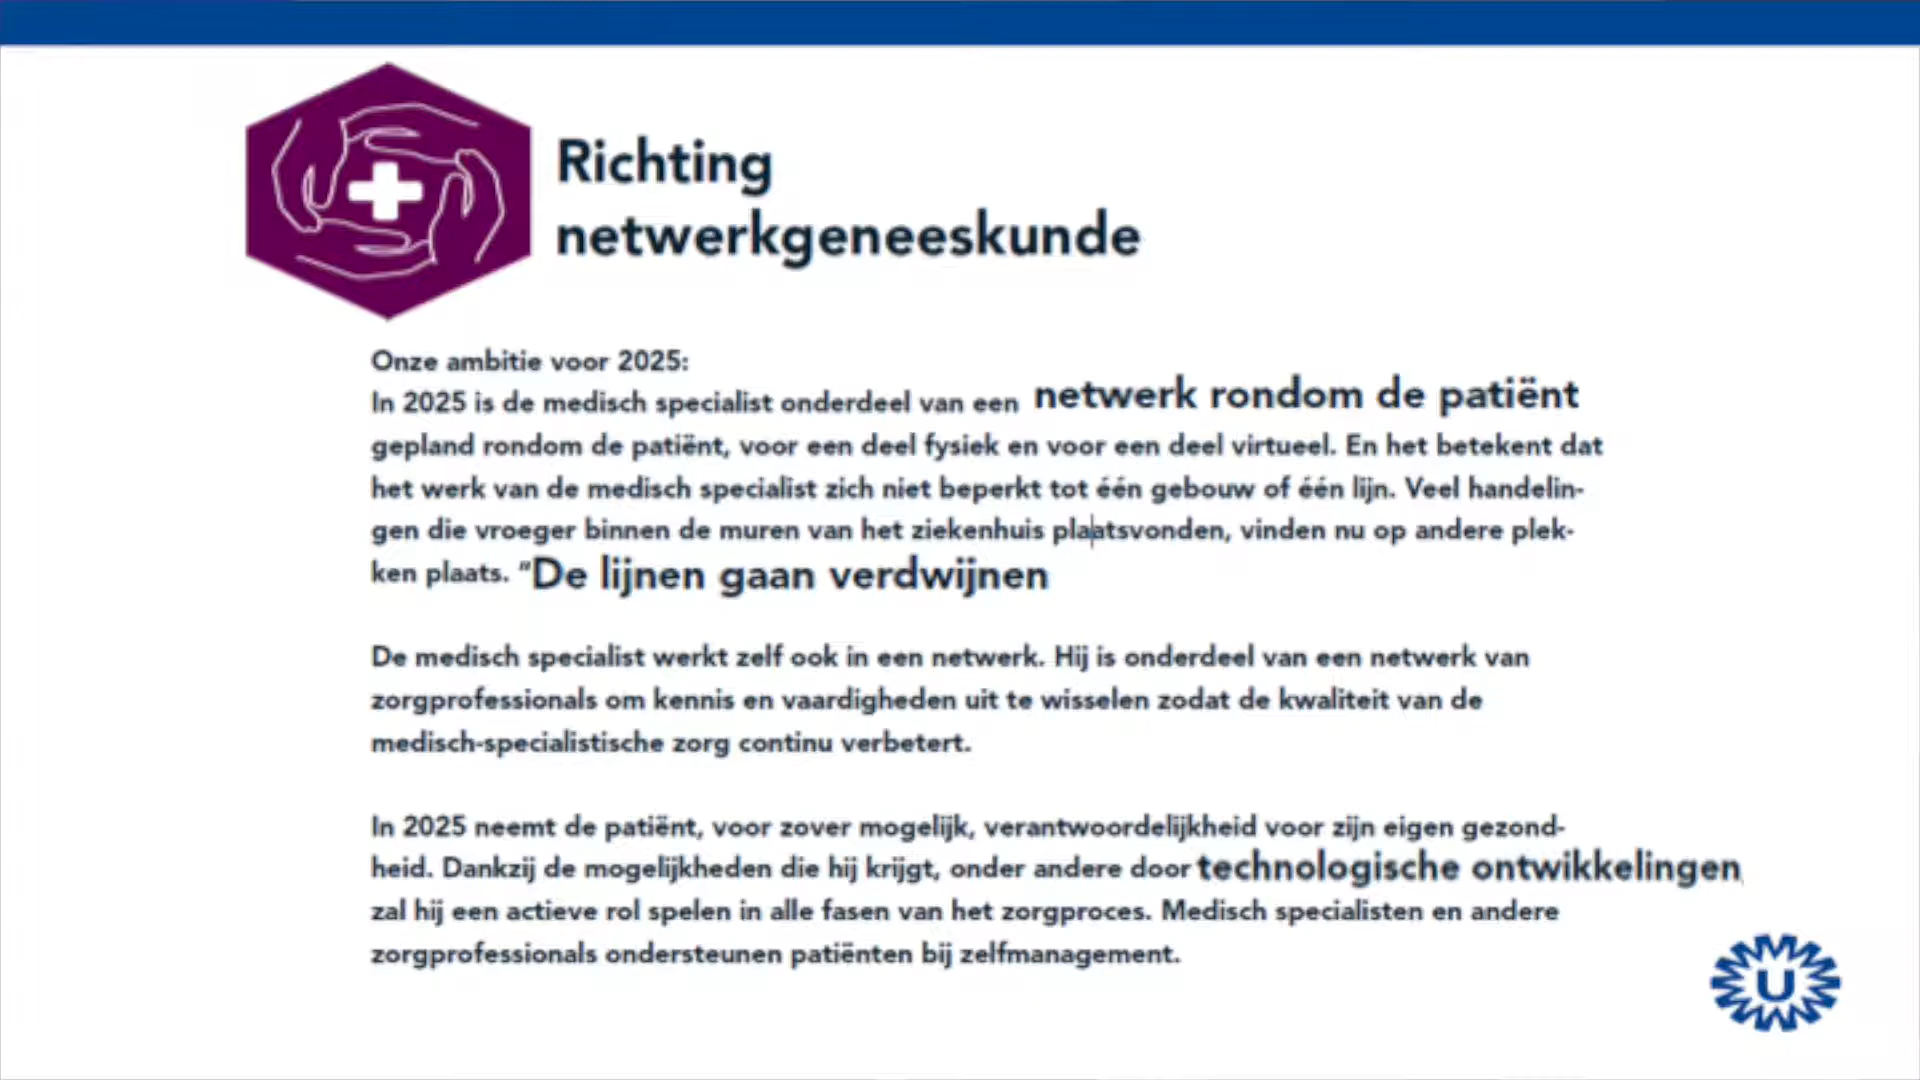 Richting
netwerkgeneeskunde
Onze ambitie voor 2025:
In 2025 is de medisch specialist onderdeel van een netwerk rondom de patiënt
gepland rondom de patiënt, voor een deel fysiek en voor een deel virtueel. En het betekent dat
het werk van de medisch specialist zich niet beperkt tot één gebouw of één lijn. Veel handelin-
gen die vroeger binnen de muren van het ziekenhuis plaatsvonden, vinden nu op andere plek-
ken plaats. "De lijnen gaan verdwijnen
De medisch specialist werkt zelf ook in een netwerk. Hij is onderdeel van een netwerk van
zorgprofessionals om kennis en vaardigheden uit te wisselen zodat de kwaliteit van de
medisch-specialistische zorg continu verbetert.
In 2025 neemt de patiënt, voor zover mogelijk, verantwoordelijkheid voor zijn eigen gezond-
heid. Dankzij de mogelijkheden die hij krijgt, onder andere door technologische ontwikkelingen
zal hij een actieve rol spelen in alle fasen van het zorgproces. Medisch specialisten en andere
zorgprofessionals ondersteunen patiënten bij zelfmanagement.
U